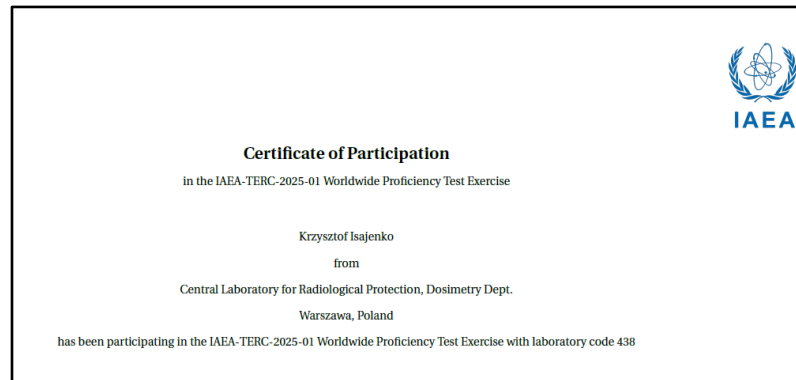 IAEA
Certificate of Participation
in the IAEA-TERC-2025-01 Worldwide Proficiency Test Exercise
Krzysztof Isajenko
from
Central Laboratory for Radiological Protection, Dosimetry Dept.
Warszawa, Poland
has been participating in the IAEA-TERC-2025-01 Worldwide Proficiency Test Exercise with laboratory code 438